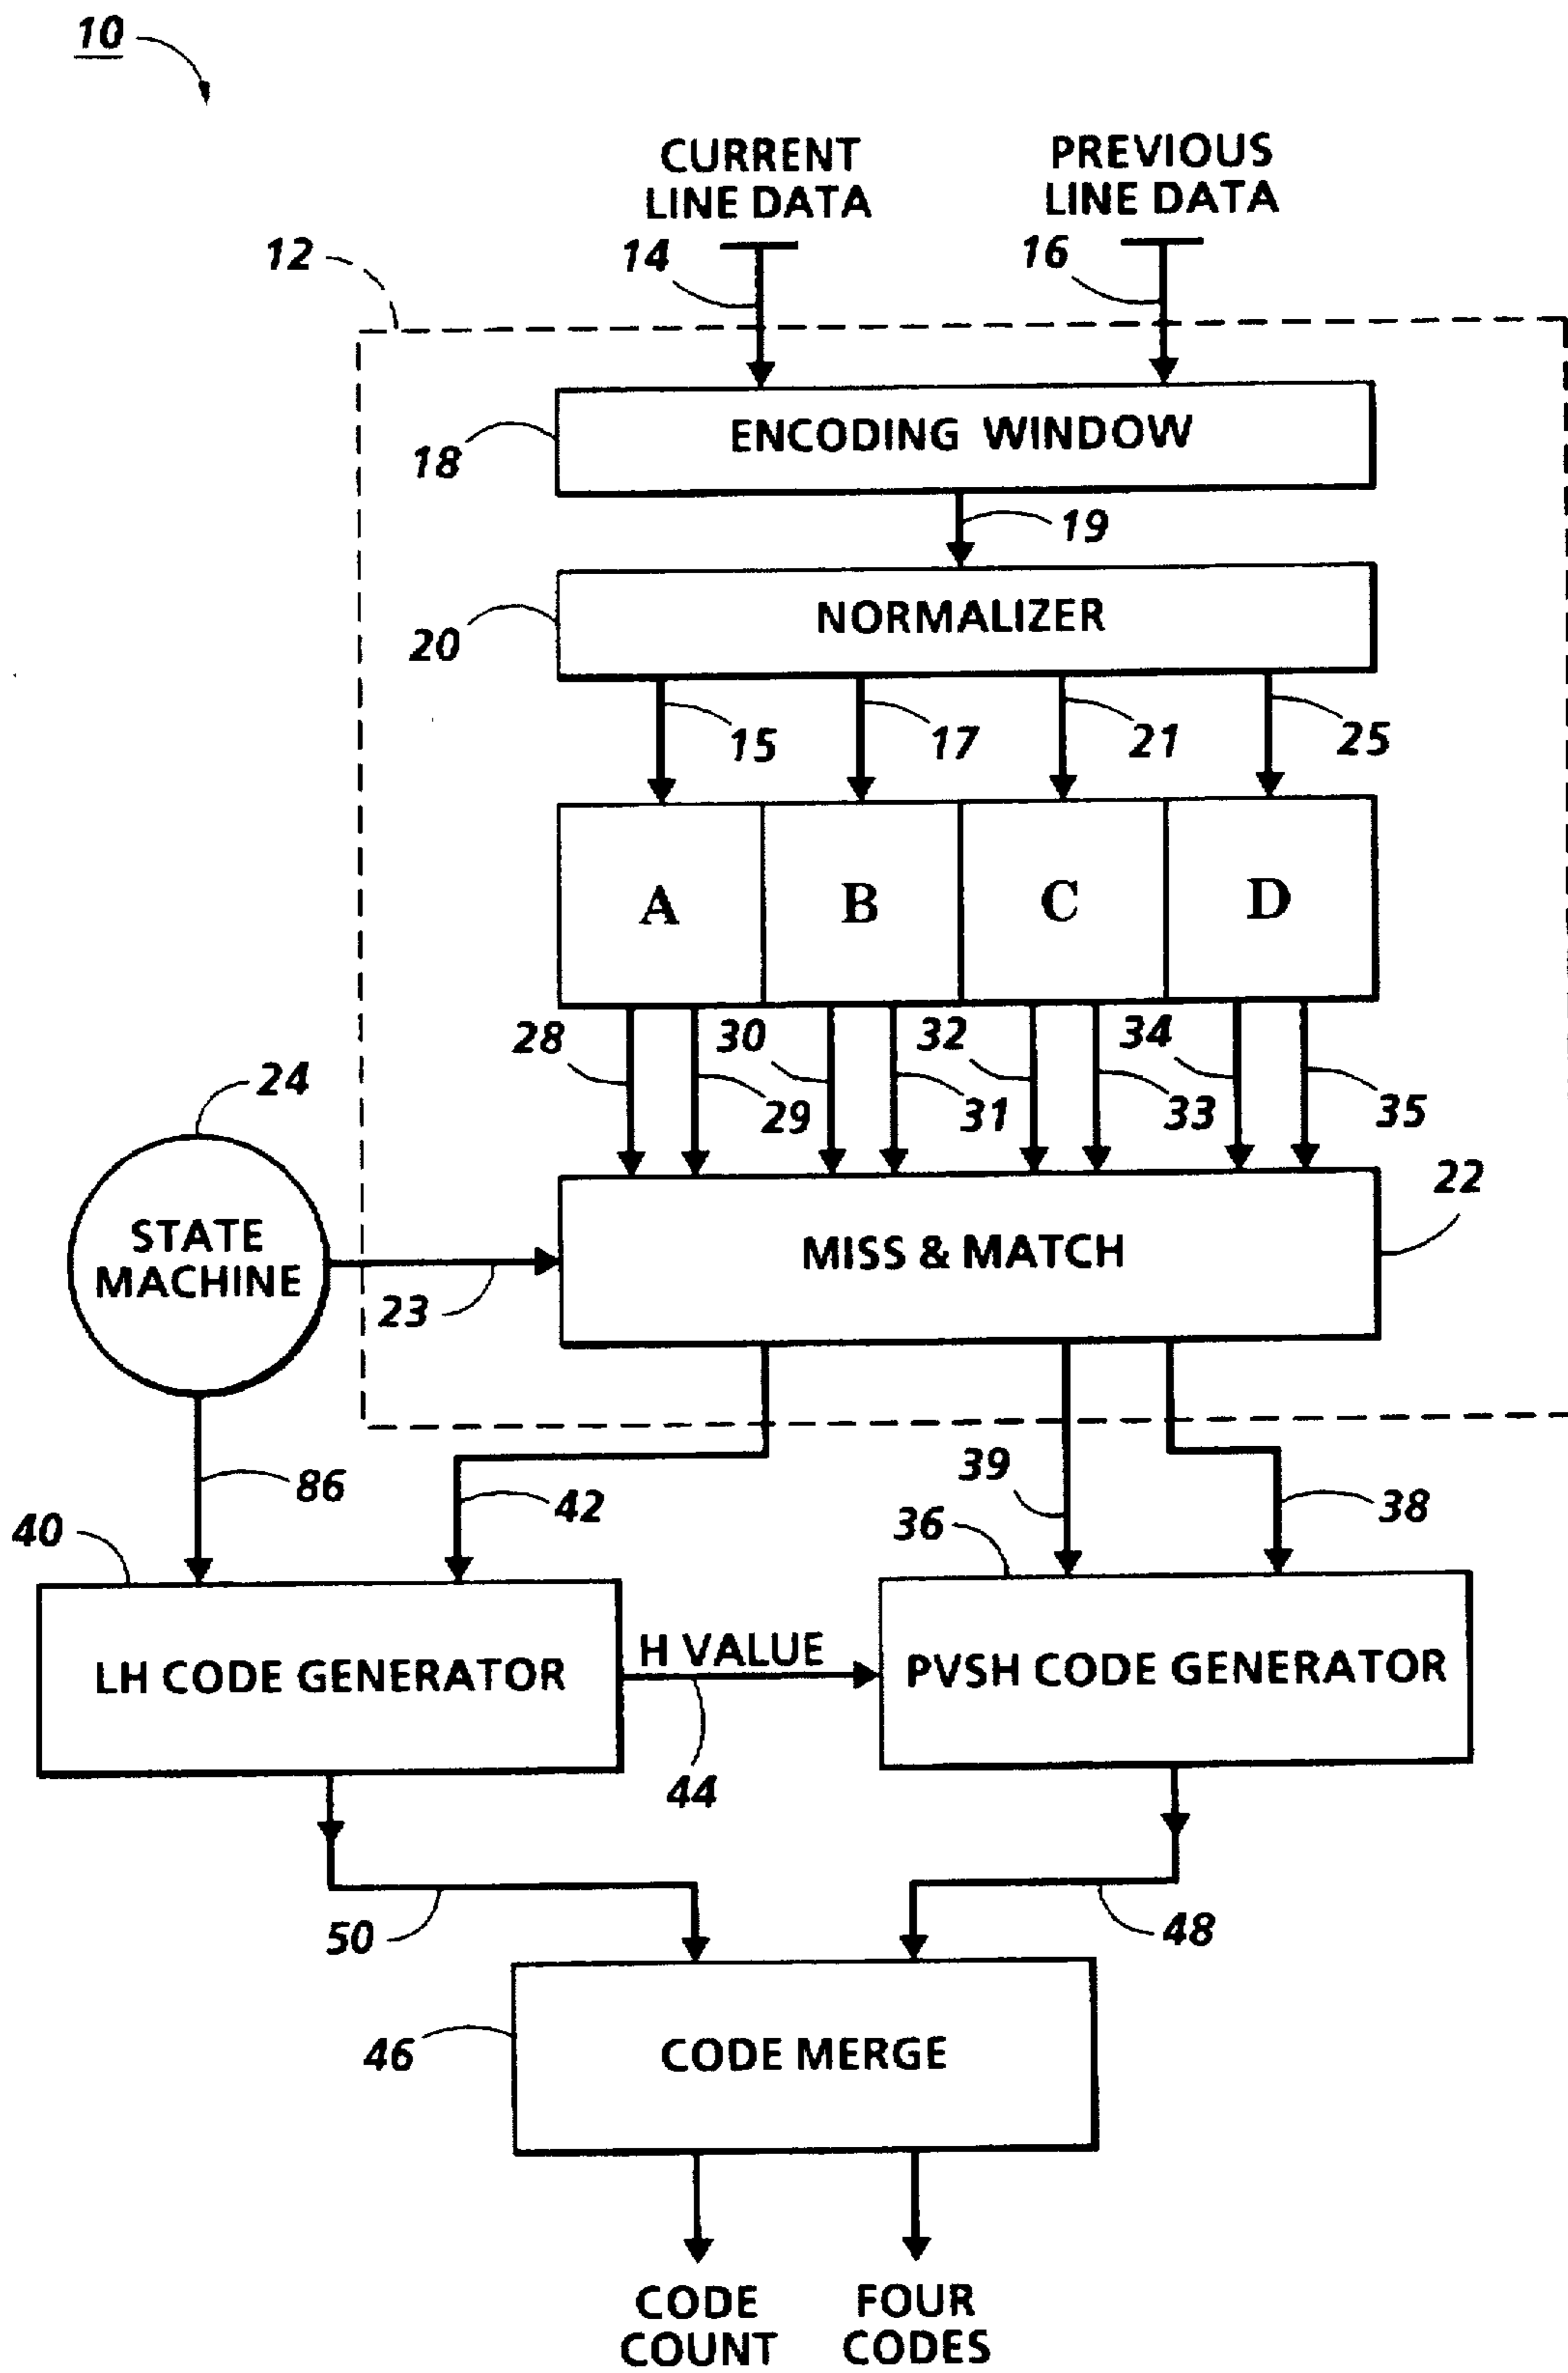 10
CURRENT
LINE DATA
PREVIOUS
LINE DATA
12
14
16
ENCODING WINDOW
18
19
NORMALIZER
20
15
17
21
25
A
B
C
D
28
30
32
34
29
31
33
35
24
22
STATE
MACHINE
MISS & MATCH
23
86
42
39
38
40
36
LH CODE GENERATOR
H VALUE
PVSH CODE GENERATOR
44
50
48
CODE MERGE
46
CODE
COUNT
FOUR
CODES